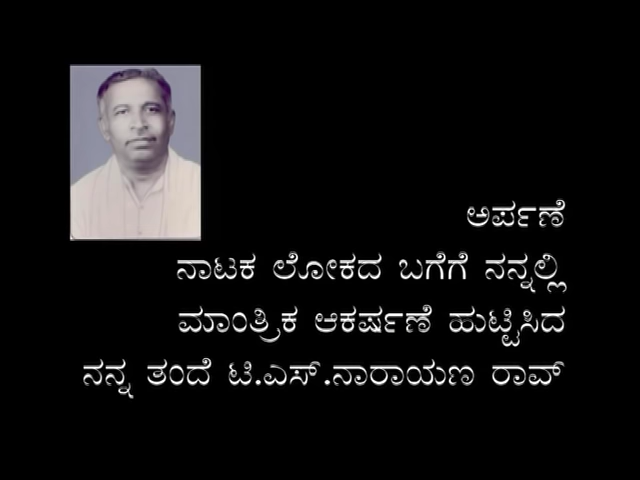 ಅರ್ಪಣೆ
ನಾಟಕ ಲೋಕದ ಬಗೆಗೆ ನನ್ನಲ್ಲಿ
ಮಾಂತ್ರಿಕ ಆಕರ್ಷಣೆ ಹುಟ್ಟಿಸಿದ
ನನ್ನ ತಂದೆ ಟಿ.ಎಸ್.ನಾರಾಯಣ ರಾವ್